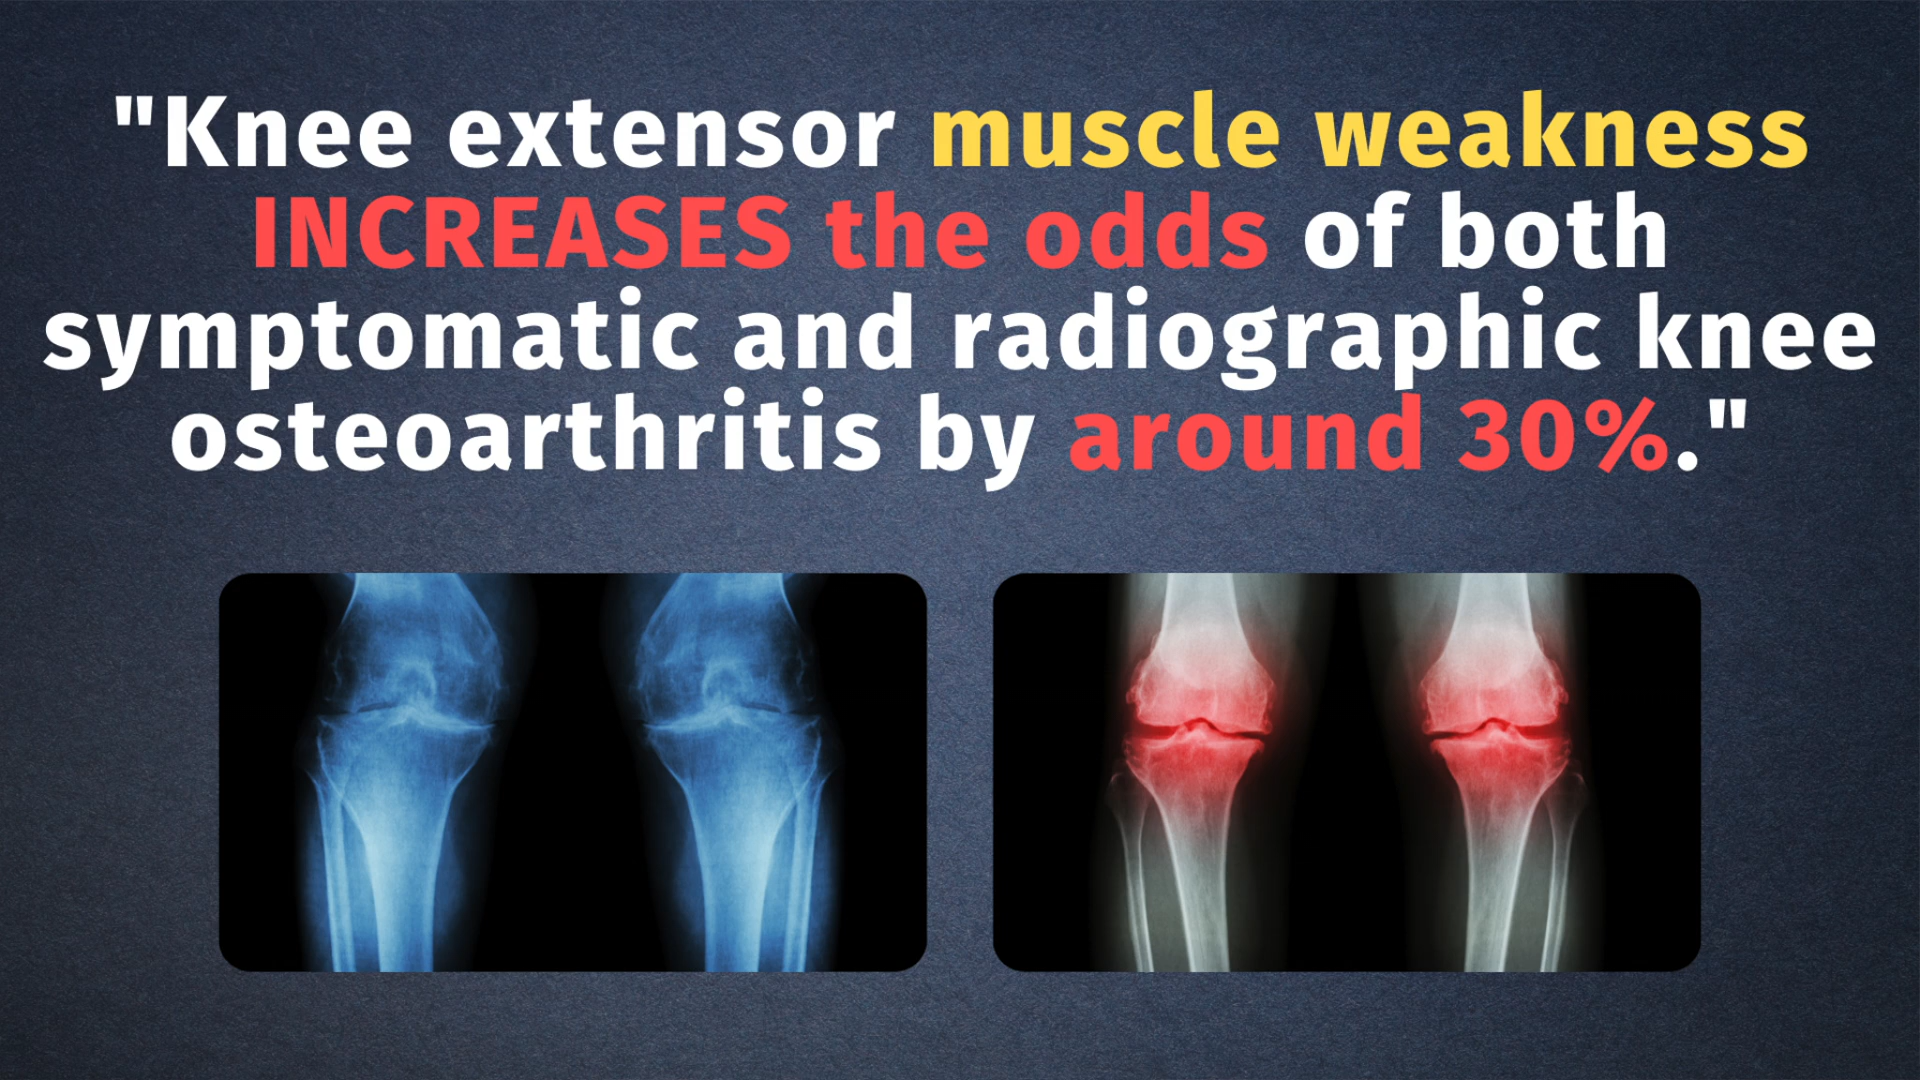 "Knee extensor muscle weakness
INCREASES the odds of both
symptomatic and radiographic knee
osteoarthritis by around 30%."